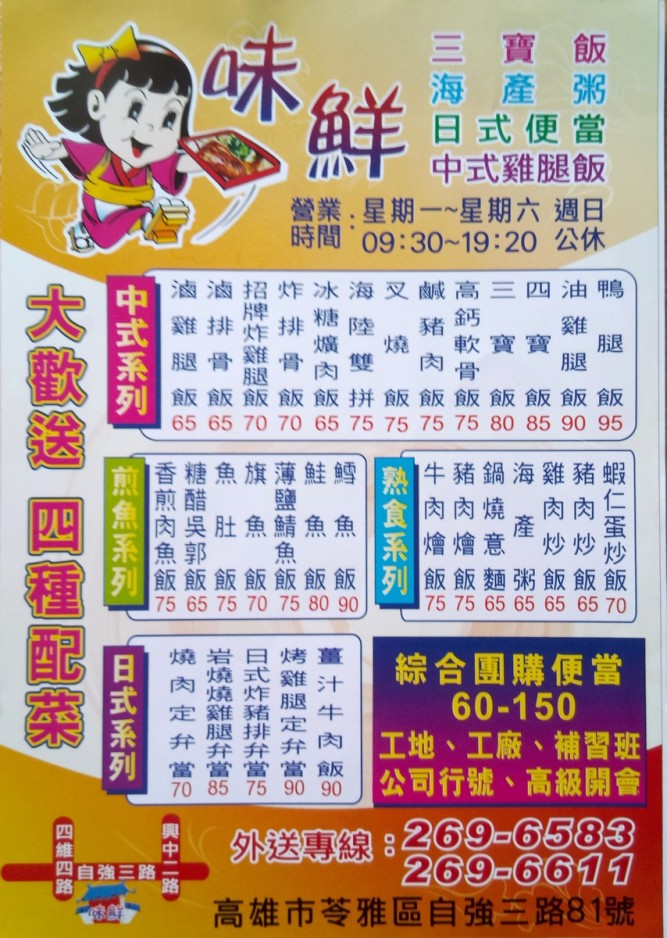 味鮮
三寶飯
海產粥
日式便當
中式雞腿飯
營業時間:星期一~星期六 週日公休
09:30~19:20
大歡送 四種配菜
中式系列
滷雞腿飯 65
滷排骨飯 65
招牌炸雞腿飯 70
炸排骨飯 70
冰糖爌肉飯 65
海陸雙拼飯 75
叉燒飯 75
鹹豬肉飯 75
高鈣軟骨飯 75
三寶飯 80
四寶飯 85
油雞腿飯 90
鴨腿飯 95
煎魚系列
香煎肉魚飯 75
糖醋吳郭飯 65
魚肚飯 75
旗魚飯 70
薄鹽鯖魚飯 75
鮭魚飯 80
鱈魚飯 90
熟食系列
牛肉燴飯 75
豬肉燴飯 75
鍋燒意麵 65
海產粥 65
雞肉炒飯 65
豬肉炒飯 65
蝦仁蛋炒飯 70
日式系列
燒肉定弁當 70
岩燒燒雞腿弁當 85
日式炸豬排弁當 75
烤雞腿定弁當 90
薑汁牛肉飯 90
綜合團購便當
60-150
工地、工廠、補習班
公司行號、高級開會
外送專線:269-6583
269-6611
四維四路
自強三路
興中二路
味鮮
高雄市苓雅區自強三路81號